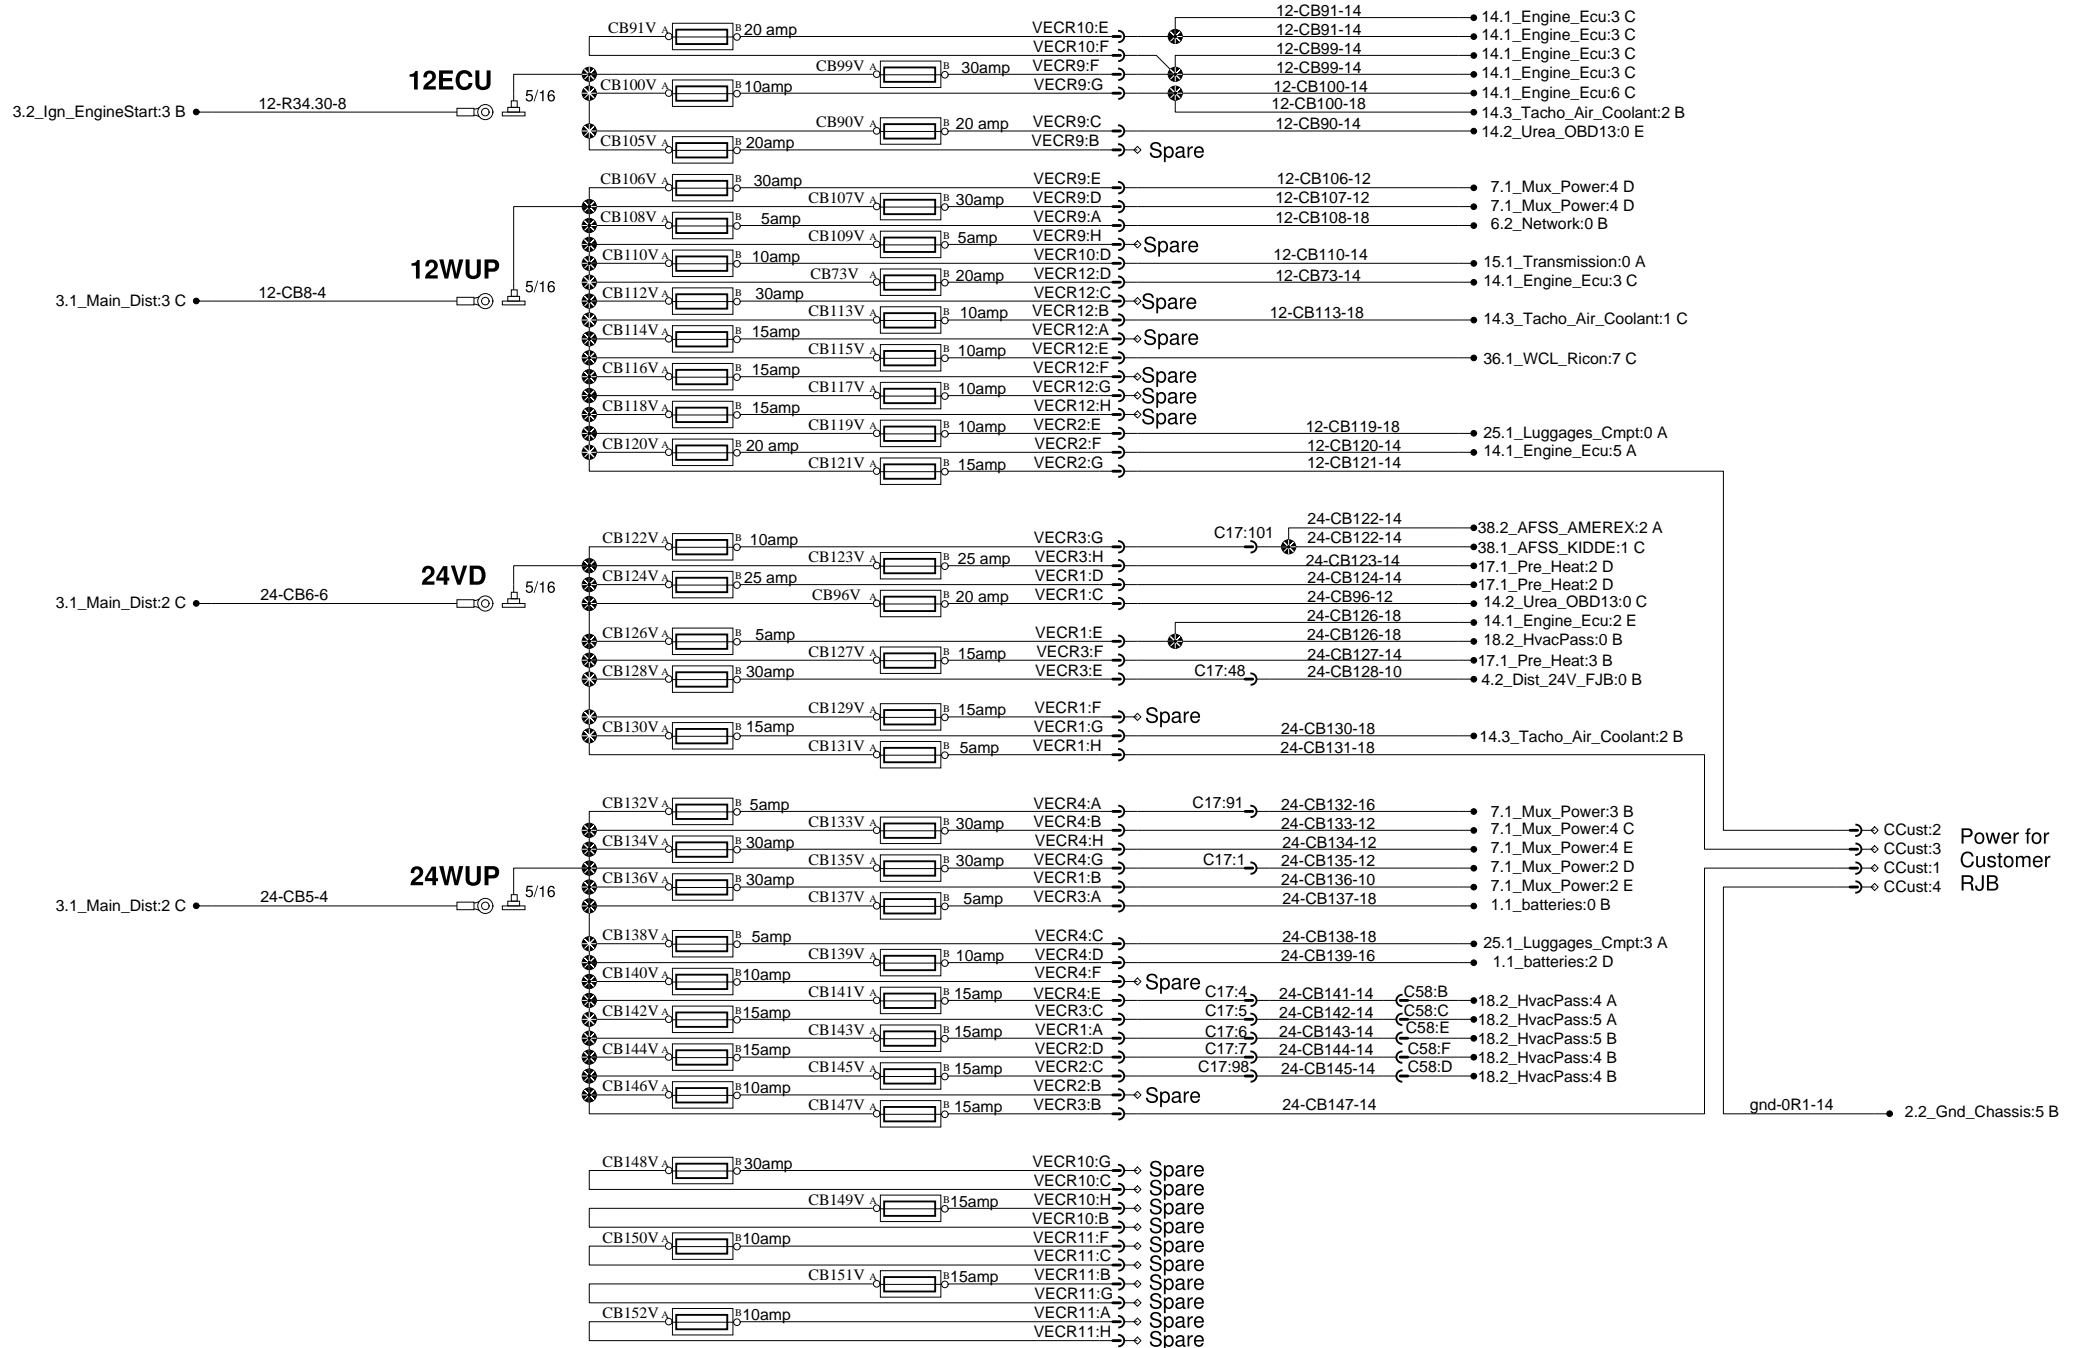 CB91V A B 20 amp VECR10:E 12-CB91-14 14.1_Engine_Ecu:3 C
12-CB91-14 14.1_Engine_Ecu:3 C
VECR10:F 12-CB99-14 14.1_Engine_Ecu:3 C
12ECU 5/16 CB99V A B 30amp VECR9:F 12-CB99-14 14.1_Engine_Ecu:3 C
CB100V A B 10amp VECR9:G 12-CB100-14 14.1_Engine_Ecu:6 C
3.2_Ign_EngineStart:3 B 12-R34.30-8 12-CB100-18 14.3_Tacho_Air_Coolant:2 B
CB90V A B 20 amp VECR9:C 12-CB90-14 14.2_Urea_OBD13:0 E
CB105V A B 20amp VECR9:B Spare
CB106V A B 30amp VECR9:E 12-CB106-12 7.1_Mux_Power:4 D
CB107V A B 30amp VECR9:D 12-CB107-12 7.1_Mux_Power:4 D
CB108V A B 5amp VECR9:A 12-CB108-18 6.2_Network:0 B
CB109V A B 5amp VECR9:H Spare
12WUP 5/16 CB110V A B 10amp VECR10:D 12-CB110-14 15.1_Transmission:0 A
CB73V A B 20amp VECR12:D 12-CB73-14 14.1_Engine_Ecu:3 C
3.1_Main_Dist:3 C 12-CB8-4 CB112V A B 30amp VECR12:C Spare
CB113V A B 10amp VECR12:B 12-CB113-18 14.3_Tacho_Air_Coolant:1 C
CB114V A B 15amp VECR12:A Spare
CB115V A B 10amp VECR12:E 36.1_WCL_Ricon:7 C
CB116V A B 15amp VECR12:F Spare
CB117V A B 10amp VECR12:G Spare
CB118V A B 15amp VECR12:H Spare
CB119V A B 10amp VECR2:E 12-CB119-18 25.1_Luggages_Cmpt:0 A
CB120V A B 20 amp VECR2:F 12-CB120-14 14.1_Engine_Ecu:5 A
CB121V A B 15amp VECR2:G 12-CB121-14
24-CB122-14 38.2_AFSS_AMEREX:2 A
CB122V A B 10amp VECR3:G C17:101 24-CB122-14 38.1_AFSS_KIDDE:1 C
CB123V A B 25 amp VECR3:H 24-CB123-14 17.1_Pre_Heat:2 D
24VD 5/16 CB124V A B 25 amp VECR1:D 24-CB124-14 17.1_Pre_Heat:2 D
3.1_Main_Dist:2 C 24-CB6-6 CB96V A B 20 amp VECR1:C 24-CB96-12 14.2_Urea_OBD13:0 C
24-CB126-18 14.1_Engine_Ecu:2 E
CB126V A B 5amp VECR1:E 24-CB126-18 18.2_HvacPass:0 B
CB127V A B 15amp VECR3:F 24-CB127-14 17.1_Pre_Heat:3 B
CB128V A B 30amp VECR3:E C17:48 24-CB128-10 4.2_Dist_24V_FJB:0 B
CB129V A B 15amp VECR1:F Spare
CB130V A B 15amp VECR1:G 24-CB130-18 14.3_Tacho_Air_Coolant:2 B
CB131V A B 5amp VECR1:H 24-CB131-18
CB132V A B 5amp VECR4:A C17:91 24-CB132-16 7.1_Mux_Power:3 B
CB133V A B 30amp VECR4:B 24-CB133-12 7.1_Mux_Power:4 C CCust:2 Power for
CB134V A B 30amp VECR4:H 24-CB134-12 7.1_Mux_Power:4 E CCust:3 Customer
CB135V A B 30amp VECR4:G C17:1 24-CB135-12 7.1_Mux_Power:2 D CCust:1 RJB
24WUP 5/16 CB136V A B 30amp VECR1:B 24-CB136-10 7.1_Mux_Power:2 E CCust:4
3.1_Main_Dist:2 C 24-CB5-4 CB137V A B 5amp VECR3:A 24-CB137-18 1.1_batteries:0 B
CB138V A B 5amp VECR4:C 24-CB138-18 25.1_Luggages_Cmpt:3 A
CB139V A B 10amp VECR4:D 24-CB139-16 1.1_batteries:2 D
CB140V A B 10amp VECR4:F Spare
CB141V A B 15amp VECR4:E C17:4 24-CB141-14 C58:B 18.2_HvacPass:4 A
CB142V A B 15amp VECR3:C C17:5 24-CB142-14 C58:C 18.2_HvacPass:5 A
CB143V A B 15amp VECR1:A C17:6 24-CB143-14 C58:E 18.2_HvacPass:5 B
CB144V A B 15amp VECR2:D C17:7 24-CB144-14 C58:F 18.2_HvacPass:4 B
CB145V A B 15amp VECR2:C C17:98 24-CB145-14 C58:D 18.2_HvacPass:4 B
CB146V A B 10amp VECR2:B Spare
CB147V A B 15amp VECR3:B 24-CB147-14 gnd-0R1-14 2.2_Gnd_Chassis:5 B
CB148V A B 30amp VECR10:G Spare
VECR10:C Spare
CB149V A B 15amp VECR10:H Spare
VECR10:B Spare
CB150V A B 10amp VECR11:F Spare
VECR11:C Spare
CB151V A B 15amp VECR11:B Spare
VECR11:G Spare
CB152V A B 10amp VECR11:A Spare
VECR11:H Spare